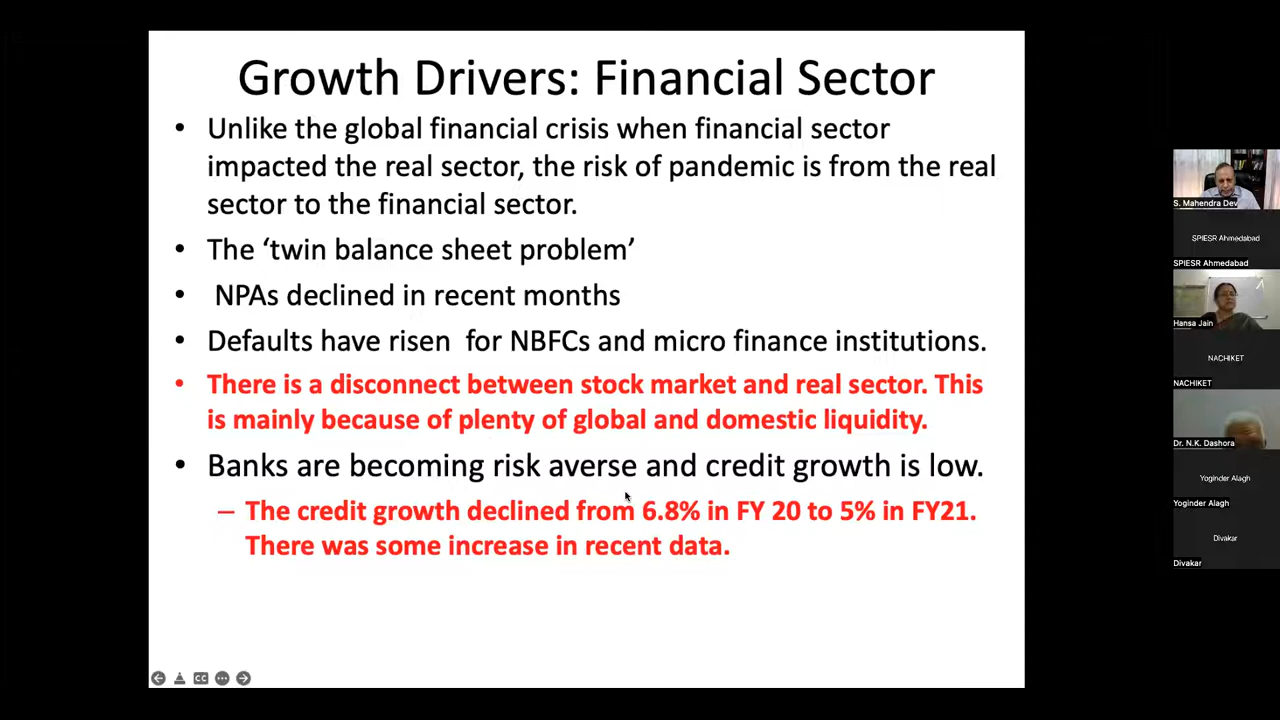 Growth Drivers: Financial Sector
• Unlike the global financial crisis when financial sector
impacted the real sector, the risk of pandemic is from the real
sector to the financial sector.
• The ‘twin balance sheet problem’
• NPAs declined in recent months
• Defaults have risen for NBFCs and micro finance institutions.
• There is a disconnect between stock market and real sector. This
is mainly because of plenty of global and domestic liquidity.
• Banks are becoming risk averse and credit growth is low.
– The credit growth declined from 6.8% in FY 20 to 5% in FY21.
There was some increase in recent data.
CC
S. Mahendra Dev
SPIESR Ahmedabad
SPIESR Ahmedabad
Hansa Jain
NACHIKET
NACHIKET
Dr. N.K. Dashora
Yoginder Alagh
Yoginder Alagh
Divakar
Divakar